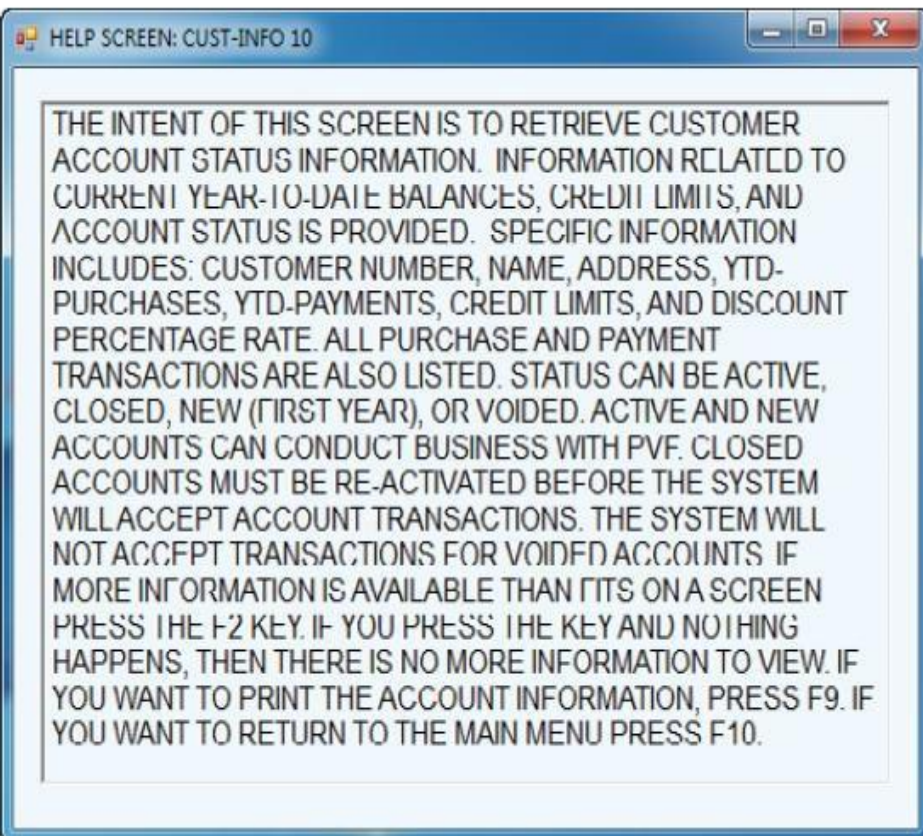 HELP SCREEN: CUST-INFO 10
THE INTENT OF THIS SCREEN IS TO RETRIEVE CUSTOMER
ACCOUNT STATUS INFORMATION.  INFORMATION RELATED TO
CURRENT YEAR-TO-DATE BALANCES, CREDIT LIMITS, AND
ACCOUNT STATUS IS PROVIDED.  SPECIFIC INFORMATION
INCLUDES: CUSTOMER NUMBER, NAME, ADDRESS, YTD-
PURCHASES, YTD-PAYMENTS, CREDIT LIMITS, AND DISCOUNT
PERCENTAGE RATE. ALL PURCHASE AND PAYMENT
TRANSACTIONS ARE ALSO LISTED. STATUS CAN BE ACTIVE,
CLOSED, NEW (FIRST YEAR), OR VOIDED. ACTIVE AND NEW
ACCOUNTS CAN CONDUCT BUSINESS WITH PVF. CLOSED
ACCOUNTS MUST BE RE-ACTIVATED BEFORE THE SYSTEM
WILL ACCEPT ACCOUNT TRANSACTIONS. THE SYSTEM WILL
NOT ACCEPT TRANSACTIONS FOR VOIDED ACCOUNTS. IF
MORE INFORMATION IS AVAILABLE THAN FITS ON A SCREEN
PRESS THE F2 KEY. IF YOU PRESS THE KEY AND NOTHING
HAPPENS, THEN THERE IS NO MORE INFORMATION TO VIEW. IF
YOU WANT TO PRINT THE ACCOUNT INFORMATION, PRESS F9. IF
YOU WANT TO RETURN TO THE MAIN MENU PRESS F10.